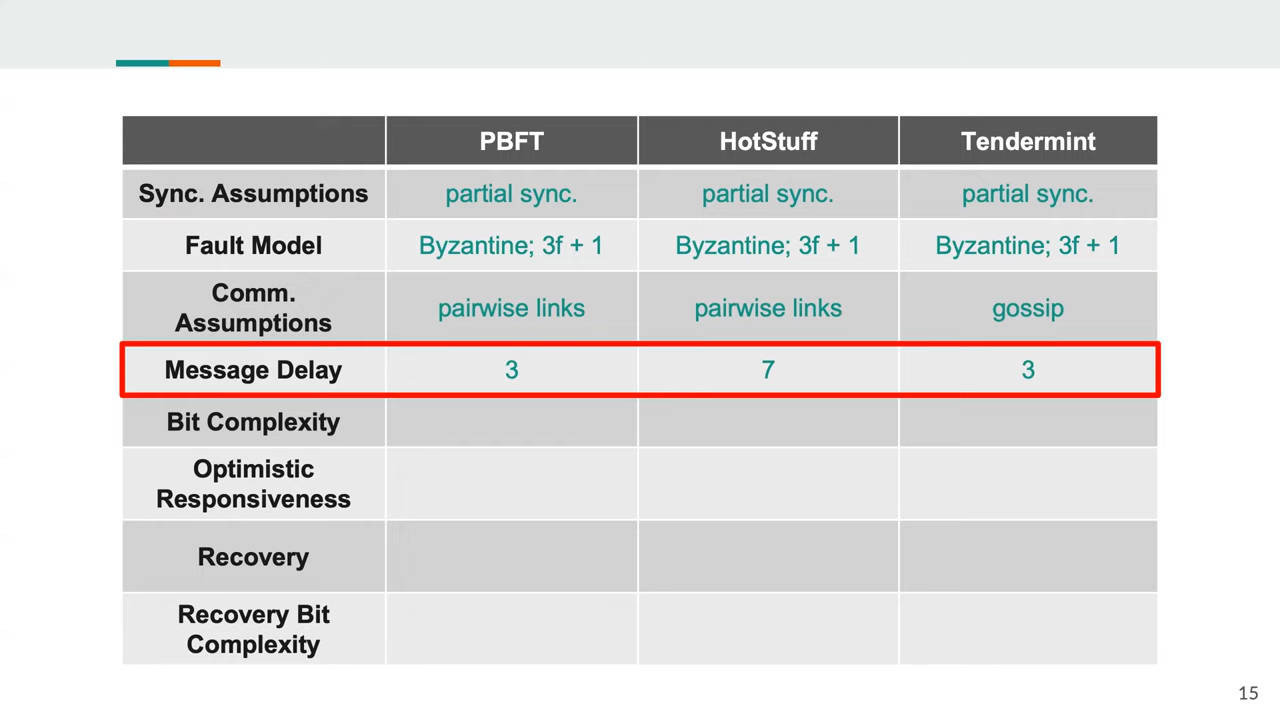 PBFT HotStuff Tendermint
Sync. Assumptions partial sync. partial sync. partial sync.
Fault Model Byzantine; 3f + 1 Byzantine; 3f + 1 Byzantine; 3f + 1
Comm.
Assumptions pairwise links pairwise links gossip
Message Delay 3 7 3
Bit Complexity
Optimistic
Responsiveness
Recovery
Recovery Bit
Complexity
15